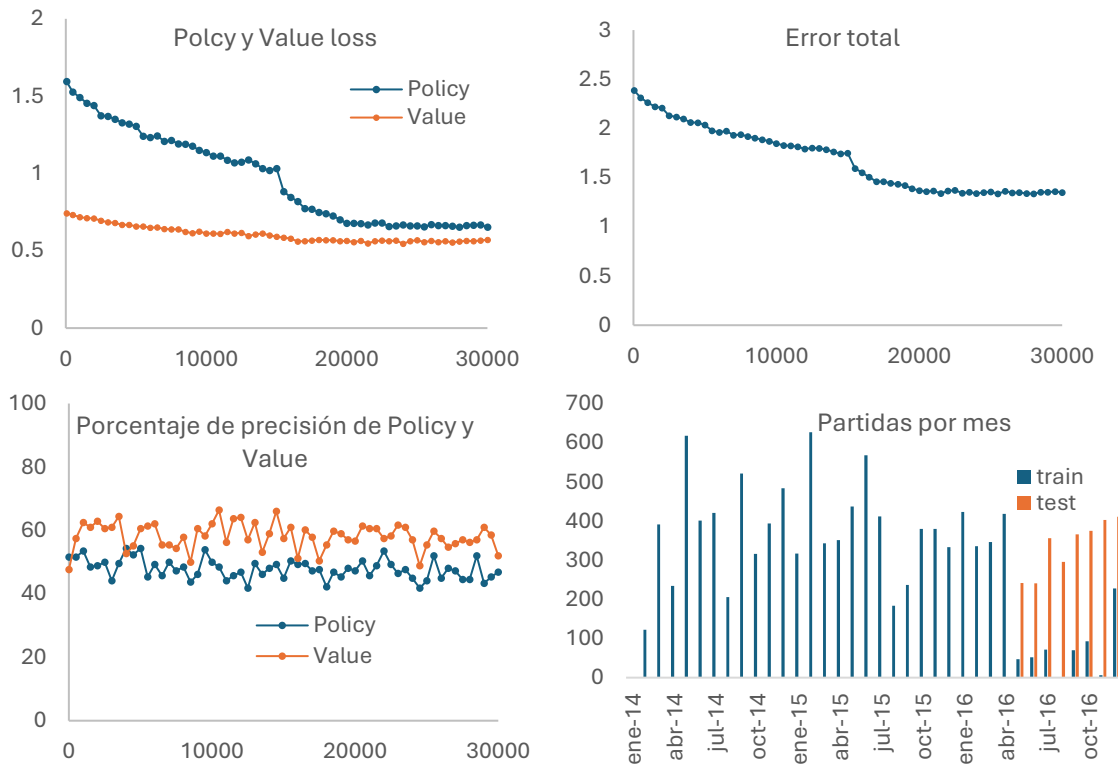 Polcy y Value loss
2
1.5
1
0.5
0
Policy
Value
0
10000
20000
30000
Error total
3
2.5
2
1.5
1
0.5
0
0
10000
20000
30000
Porcentaje de precisión de Policy y
Value
100
80
60
40
20
0
Policy
Value
0
10000
20000
30000
Partidas por mes
700
600
500
400
300
200
100
0
train
test
ene-14
abr-14
jul-14
oct-14
ene-15
abr-15
jul-15
oct-15
ene-16
abr-16
jul-16
oct-16